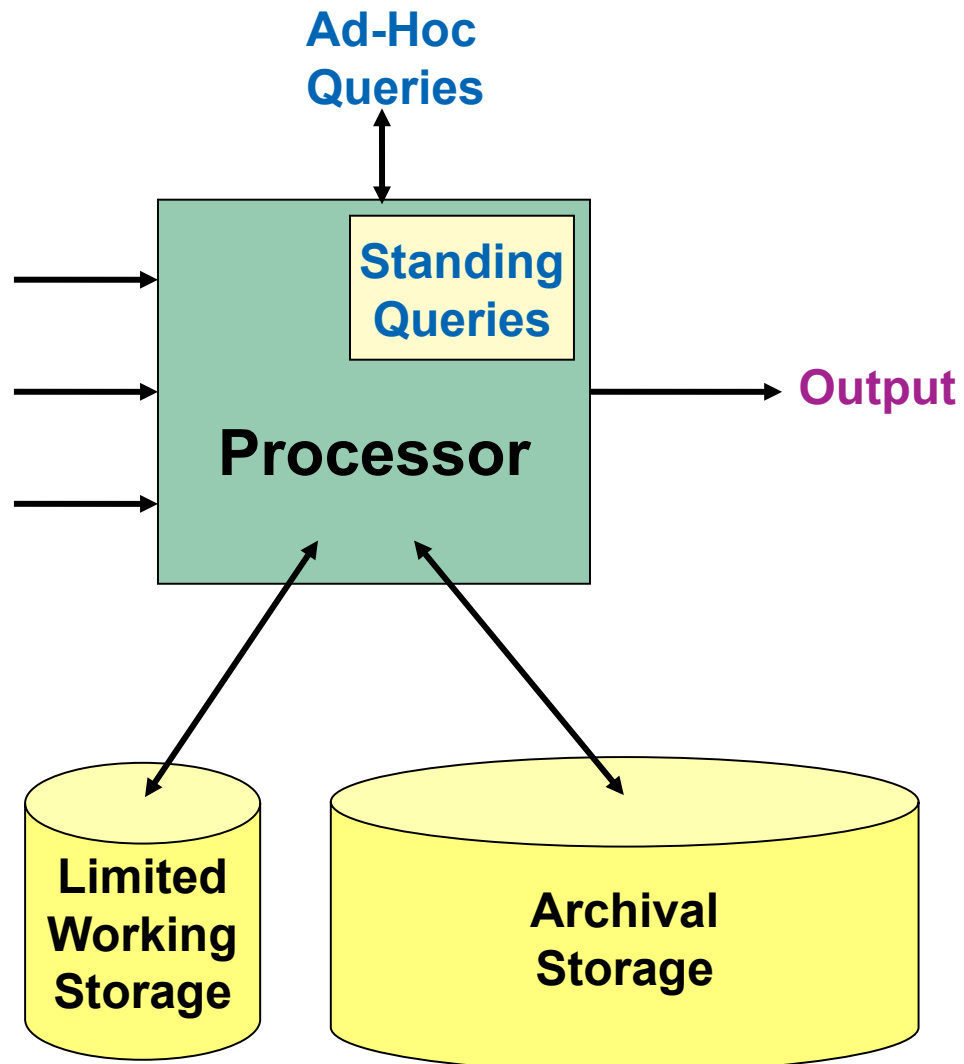 Ad-Hoc
Queries
Standing
Queries
Output
Processor
Limited
Working
Storage
Archival
Storage